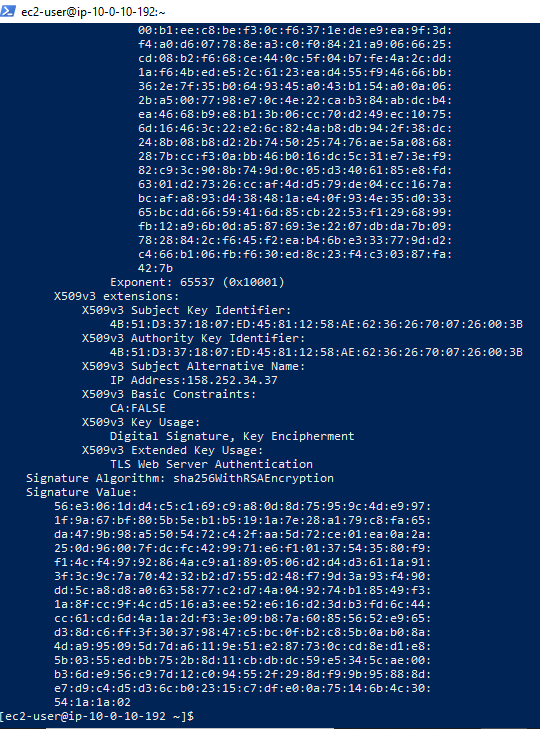 ec2-user@ip-10-0-10-192:~
00:b1:ee:c8:be:f3:0c:f6:37:1e:de:e9:ea:9f:3d:
f4:a0:d6:07:78:8e:a3:c0:f0:84:21:a9:06:66:25:
cd:08:b2:f6:68:ce:44:0c:5f:04:b7:fe:4a:2c:dd:
1a:f6:4b:ed:e5:2c:61:23:ea:d4:55:f9:46:66:bb:
36:2e:7f:35:b0:64:93:45:a0:43:b1:54:a0:0a:06:
2b:a5:00:77:98:e7:0c:4e:22:ca:b3:84:ab:dc:b4:
ea:46:68:b9:e8:b1:3b:06:cc:70:d2:49:ec:10:75:
6d:16:46:3c:22:e2:6c:82:4a:b8:db:94:2f:38:dc:
24:8b:08:b8:d2:2b:74:50:25:74:76:ae:5a:08:68:
28:7b:cc:f3:0a:bb:46:b0:16:dc:5c:31:e7:3e:f9:
82:c9:3c:90:8b:74:9d:0c:05:d3:40:61:85:e8:fd:
63:01:d2:73:26:cc:af:4d:d5:79:de:04:cc:16:7a:
bc:af:a8:93:d4:38:48:1a:e4:0f:93:4e:35:d0:33:
65:bc:dd:66:59:41:6d:85:cb:22:53:f1:29:68:99:
fb:12:a9:6b:0d:a5:87:69:3e:22:07:db:da:7b:09:
78:28:84:2c:f6:45:f2:ea:b4:6b:e3:33:77:9d:d2:
c4:66:b1:06:fb:f6:30:ed:8c:23:f4:c3:03:87:fa:
42:7b
Exponent: 65537 (0x10001)
X509v3 extensions:
X509v3 Subject Key Identifier:
4B:51:D3:37:18:07:ED:45:81:12:58:AE:62:36:26:70:07:26:00:3B
X509v3 Authority Key Identifier:
4B:51:D3:37:18:07:ED:45:81:12:58:AE:62:36:26:70:07:26:00:3B
X509v3 Subject Alternative Name:
IP Address:158.252.34.37
X509v3 Basic Constraints:
CA:FALSE
X509v3 Key Usage:
Digital Signature, Key Encipherment
X509v3 Extended Key Usage:
TLS Web Server Authentication
Signature Algorithm: sha256WithRSAEncryption
Signature Value:
56:e3:06:1d:d4:c5:c1:69:c9:a8:0d:8d:75:95:9c:4d:e9:97:
1f:9a:67:bf:80:5b:5e:b1:b5:19:1a:7e:28:a1:79:c8:fa:65:
da:47:9b:98:a5:50:54:72:c4:2f:aa:5d:72:ce:01:ea:0a:2a:
25:0d:96:00:7f:dc:fc:42:99:71:e6:f1:01:37:54:35:80:f9:
f1:4c:f4:97:92:86:4a:c9:a1:89:05:06:d2:d4:d3:61:1a:91:
3f:3c:9c:7a:70:42:32:b2:d7:55:d2:48:f7:9d:3a:93:f4:90:
dd:5c:a8:d8:a0:63:58:77:c2:d7:4a:04:92:74:b1:85:49:f3:
1a:8f:cc:9f:4c:d5:16:a3:ee:52:e6:16:d2:3d:b3:fd:6c:44:
cc:61:cd:6d:4a:1a:2d:f3:3e:09:b8:7a:60:85:56:52:e9:65:
d3:8d:c6:ff:3f:30:37:98:47:c5:bc:0f:b2:c8:5b:0a:b0:8a:
4d:a9:95:09:5d:7d:a6:11:9e:51:e2:87:73:0c:cd:8e:d1:e8:
5b:03:55:ed:bb:75:2b:8d:11:cb:db:dc:59:e5:34:5c:ae:00:
b3:6d:e9:56:c9:7d:12:c0:94:55:2f:29:8d:f9:9b:95:88:8d:
e7:d9:c4:d5:d3:6c:b0:23:15:c7:df:e0:0a:75:14:6b:4c:30:
54:1a:1a:02
[ec2-user@ip-10-0-10-192 ~]$